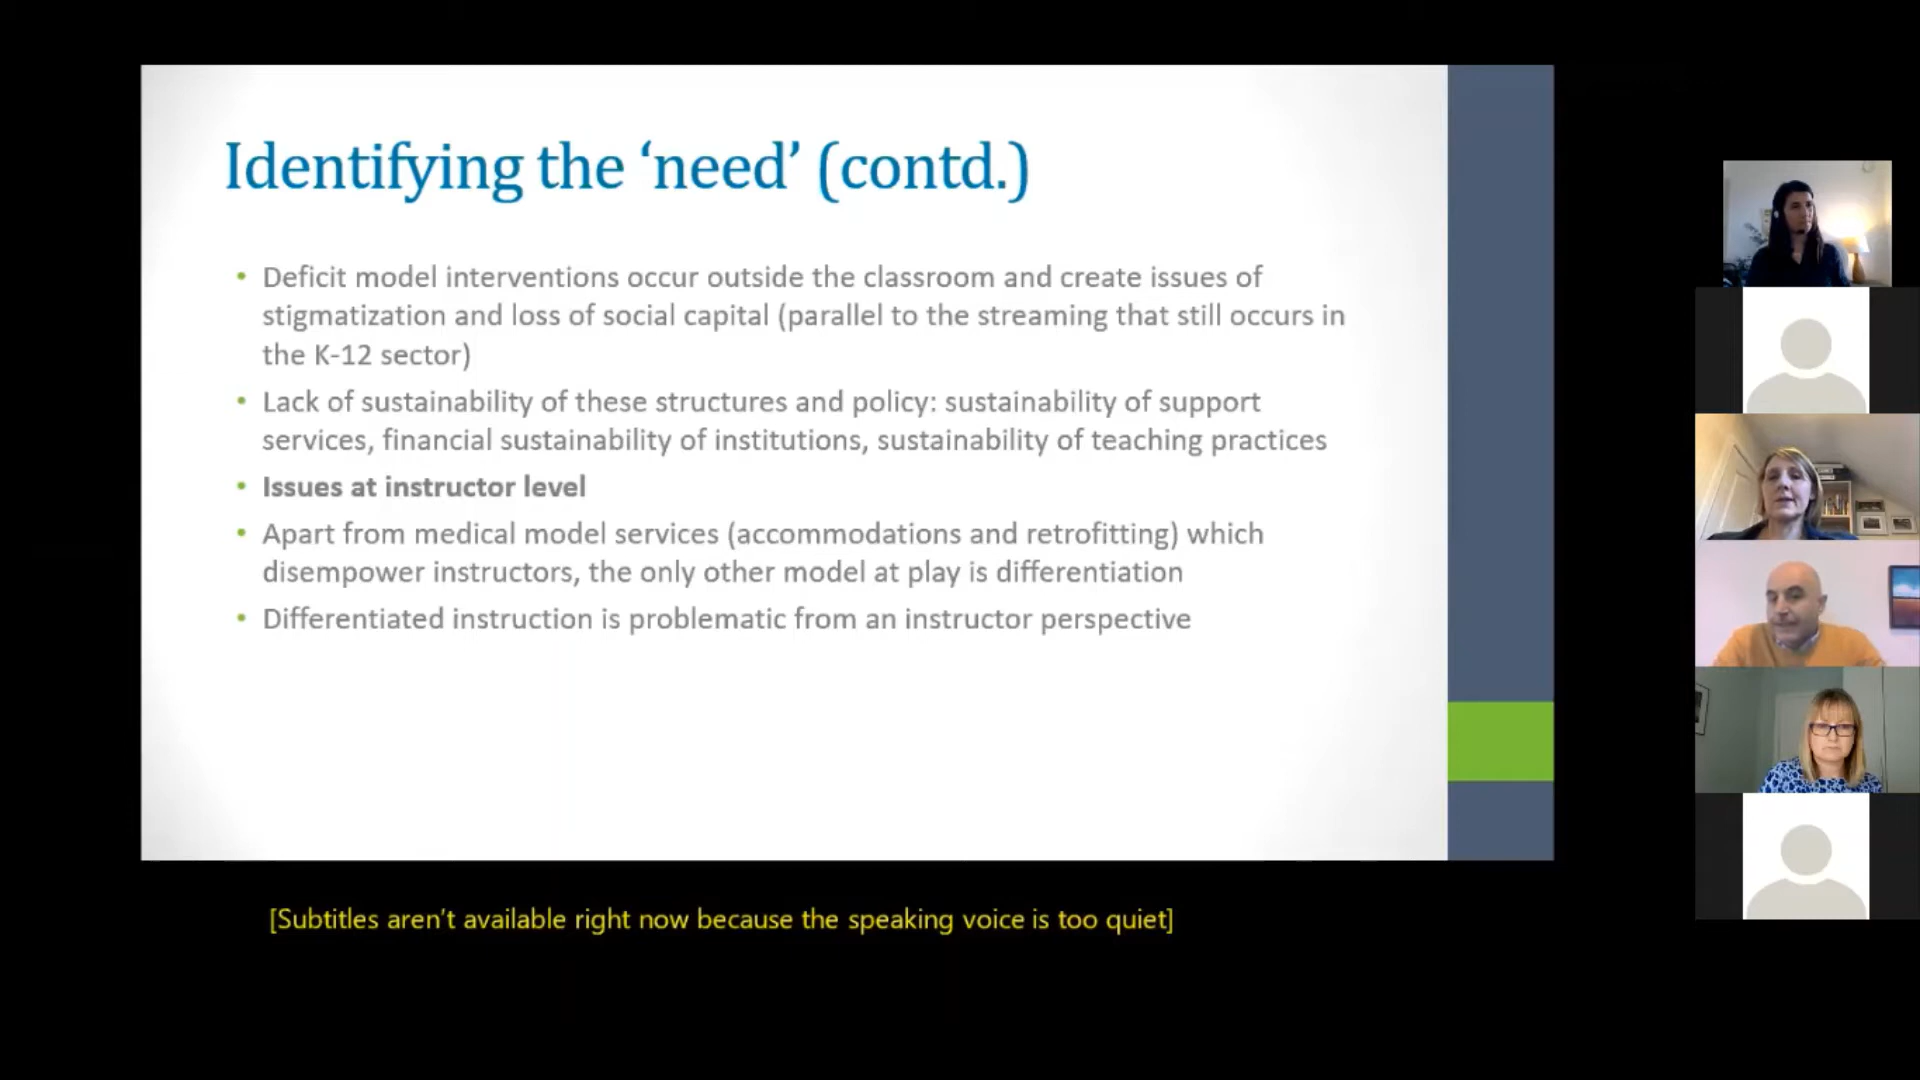 Identifying the ‘need’ (contd.)
• Deficit model interventions occur outside the classroom and create issues of
stigmatization and loss of social capital (parallel to the streaming that still occurs in
the K-12 sector)
• Lack of sustainability of these structures and policy: sustainability of support
services, financial sustainability of institutions, sustainability of teaching practices
• Issues at instructor level
• Apart from medical model services (accommodations and retrofitting) which
disempower instructors, the only other model at play is differentiation
• Differentiated instruction is problematic from an instructor perspective
[Subtitles aren't available right now because the speaking voice is too quiet]